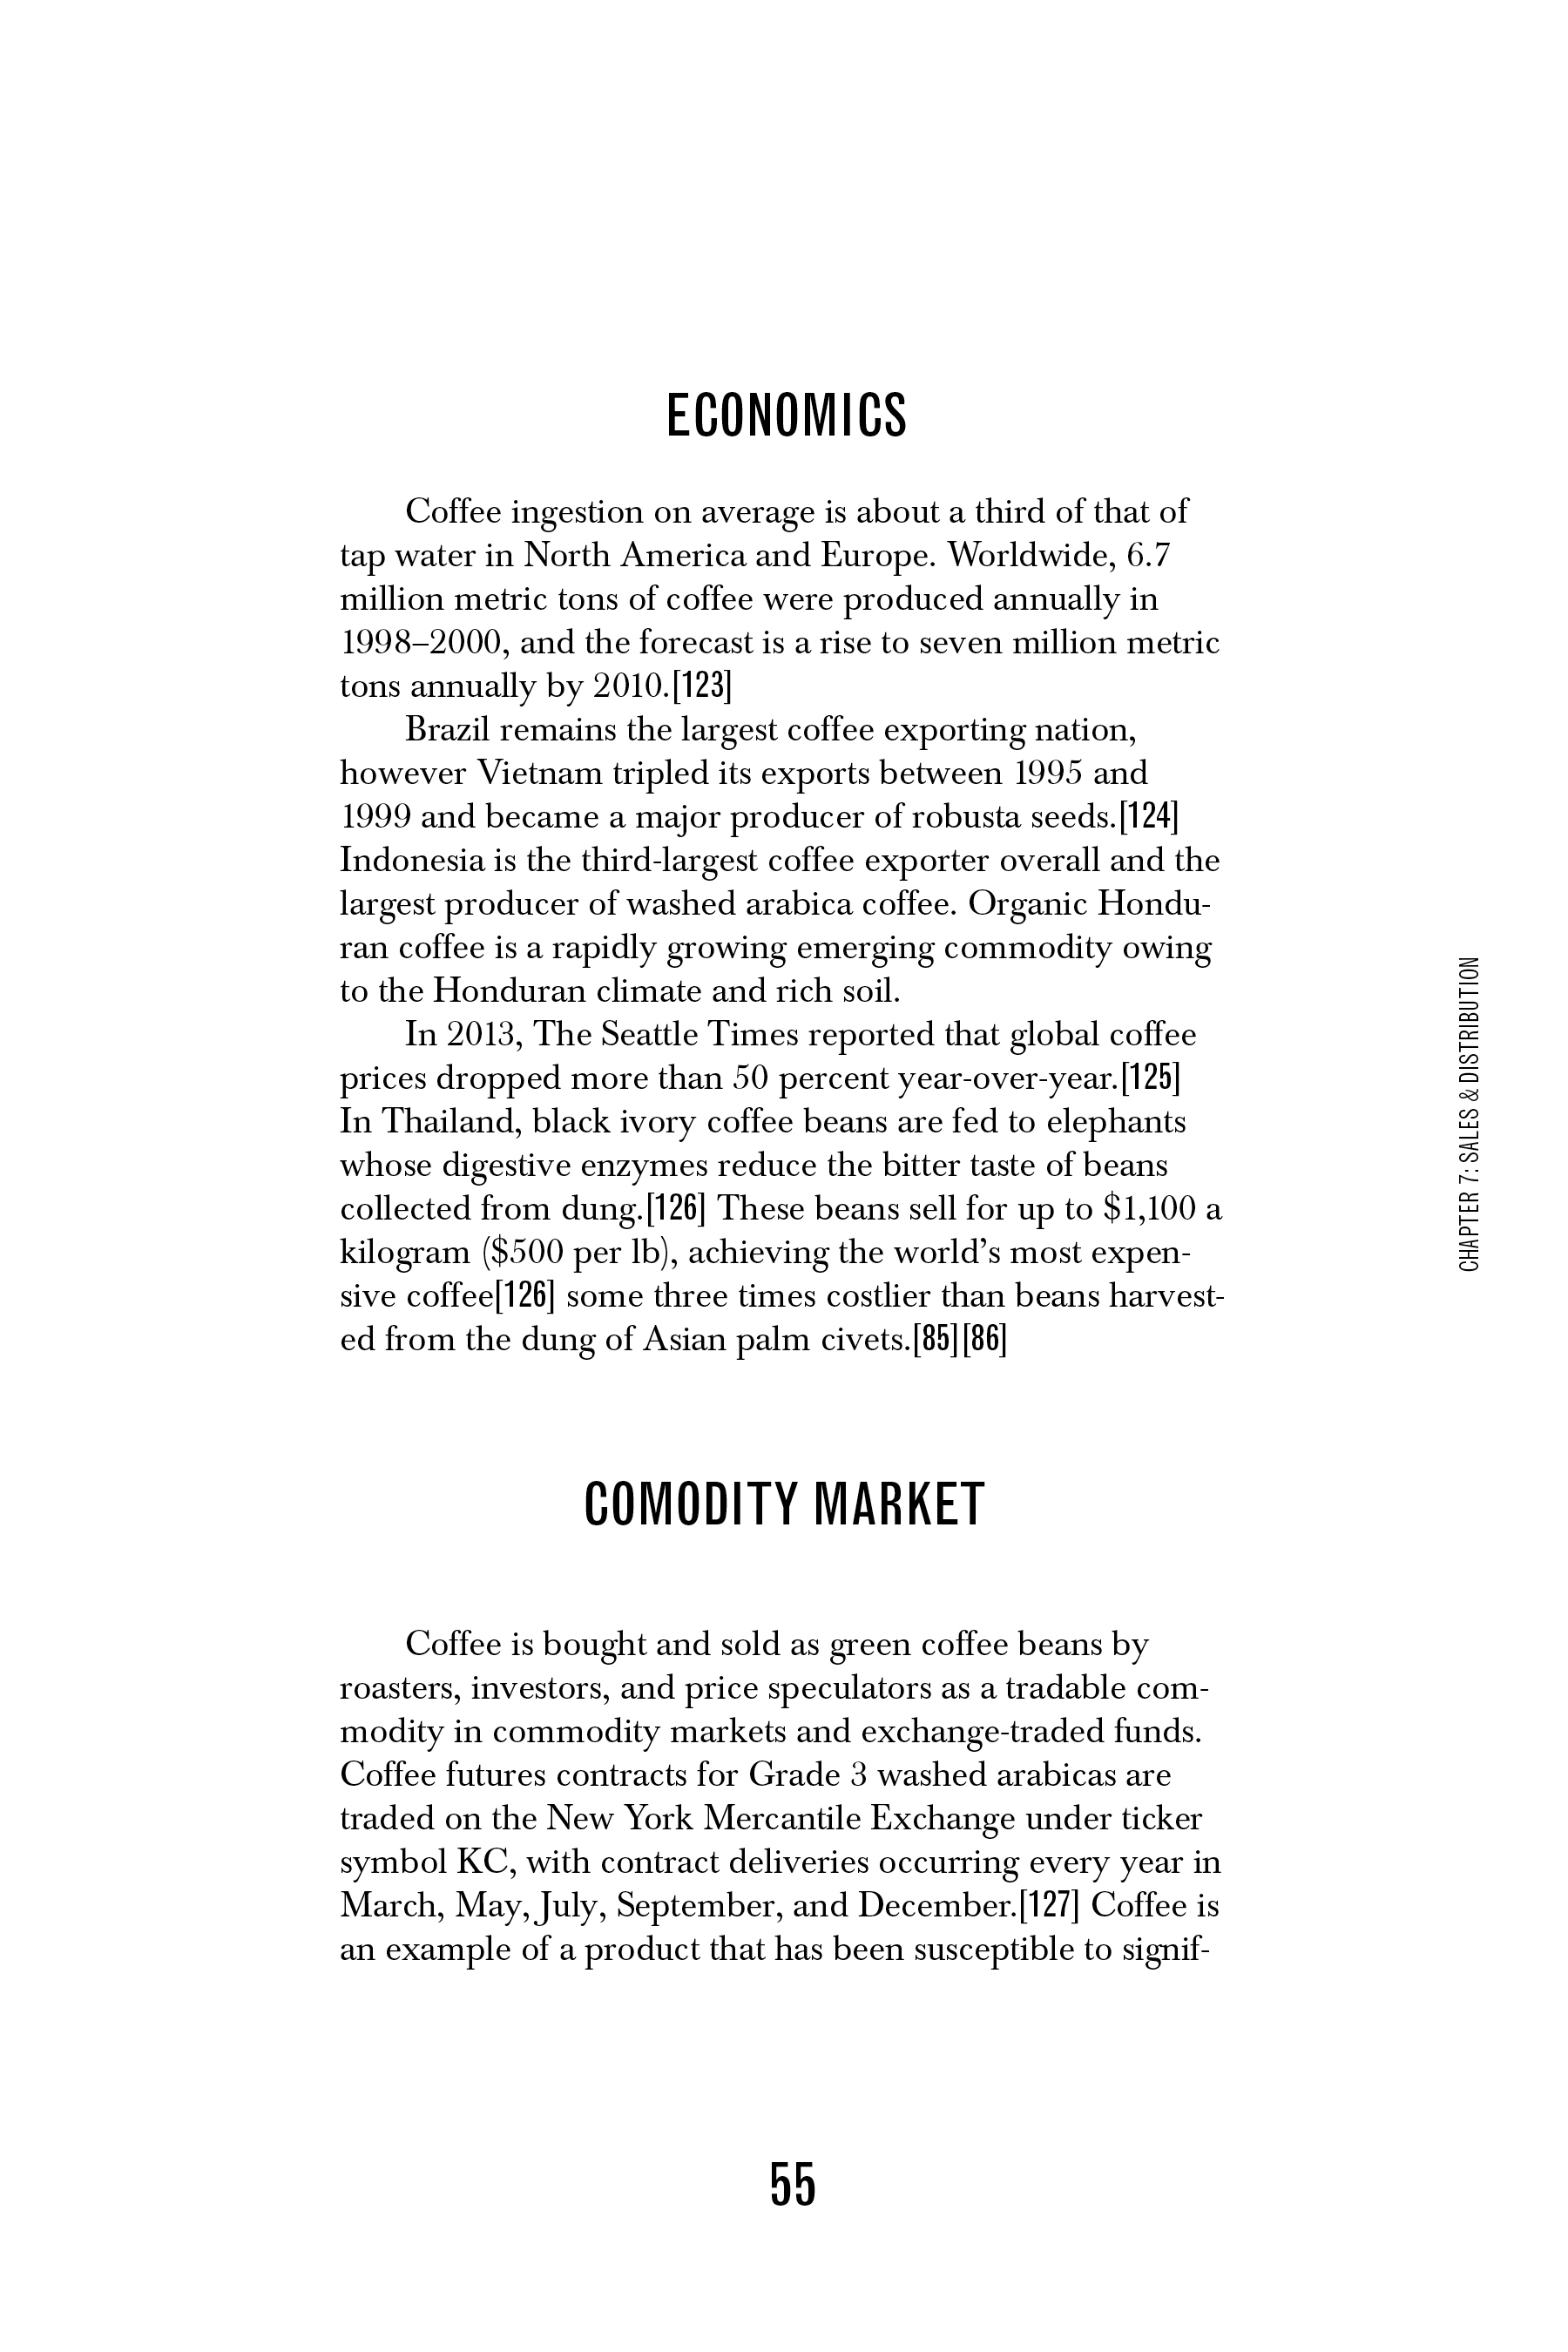 ECONOMICS
Coffee ingestion on average is about a third of that of
tap water in North America and Europe. Worldwide, 6.7
million metric tons of coffee were produced annually in
1998–2000, and the forecast is a rise to seven million metric
tons annually by 2010.[123]
Brazil remains the largest coffee exporting nation,
however Vietnam tripled its exports between 1995 and
1999 and became a major producer of robusta seeds.[124]
Indonesia is the third-largest coffee exporter overall and the
largest producer of washed arabica coffee. Organic Hondu-
ran coffee is a rapidly growing emerging commodity owing
to the Honduran climate and rich soil.
In 2013, The Seattle Times reported that global coffee
prices dropped more than 50 percent year-over-year.[125]
In Thailand, black ivory coffee beans are fed to elephants
whose digestive enzymes reduce the bitter taste of beans
collected from dung.[126] These beans sell for up to $1,100 a
kilogram ($500 per lb), achieving the world’s most expen-
sive coffee[126] some three times costlier than beans harvest-
ed from the dung of Asian palm civets.[85][86]
COMODITY MARKET
Coffee is bought and sold as green coffee beans by
roasters, investors, and price speculators as a tradable com-
modity in commodity markets and exchange-traded funds.
Coffee futures contracts for Grade 3 washed arabicas are
traded on the New York Mercantile Exchange under ticker
symbol KC, with contract deliveries occurring every year in
March, May, July, September, and December.[127] Coffee is
an example of a product that has been susceptible to signif-
CHAPTER 7: SALES & DISTRIBUTION
55